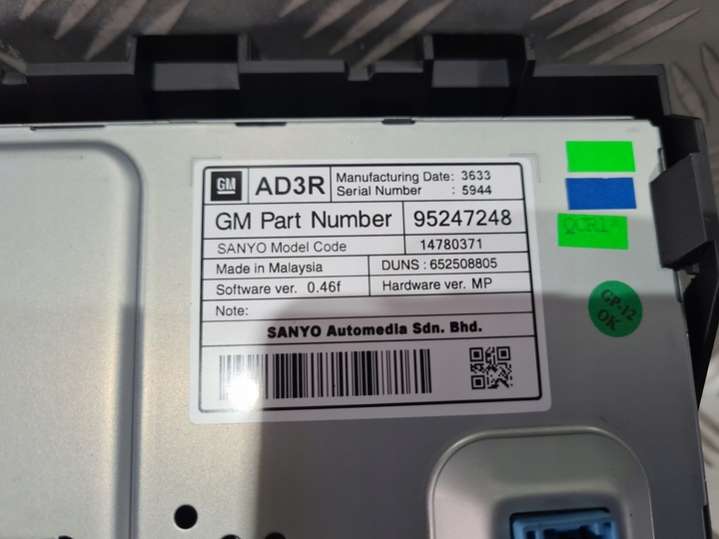 GM
AD3R
Manufacturing Date: 3633
Serial Number : 5944
GM Part Number 95247248
SANYO Model Code 14780371
Made in Malaysia DUNS : 652508805
Software ver. 0.46f Hardware ver. MP
Note:
SANYO Automedia Sdn. Bhd.
QCR1
GP-12
OK